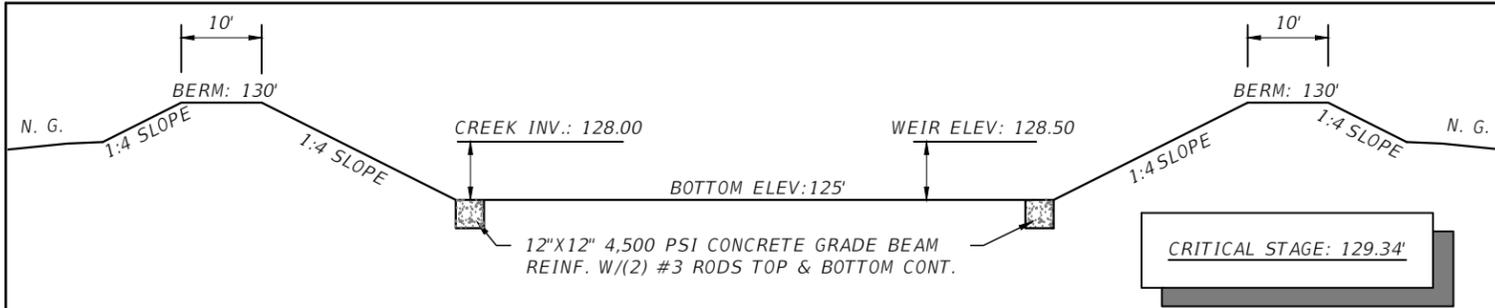 10'
10'
BERM: 130'
BERM: 130'
N. G.
1:4 SLOPE
1:4 SLOPE
CREEK INV.: 128.00
WEIR ELEV: 128.50
1:4 SLOPE
1:4 SLOPE
N. G.
BOTTOM ELEV:125'
12"X12" 4,500 PSI CONCRETE GRADE BEAM
REINF. W/(2) #3 RODS TOP & BOTTOM CONT.
CRITICAL STAGE: 129.34'